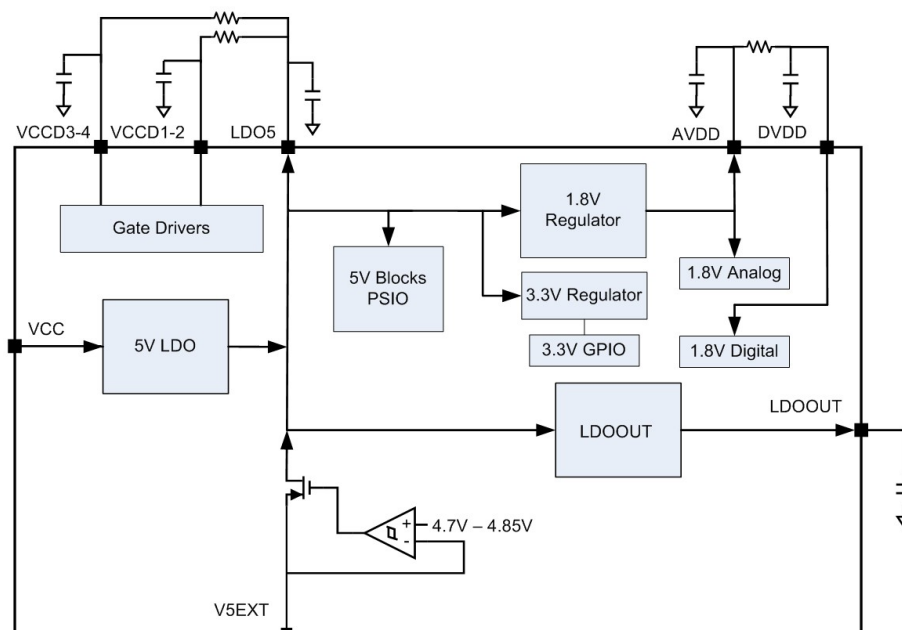 VCCD3-4
VCCD1-2
LDO5
AVDD
DVDD
Gate Drivers
1.8V
Regulator
5V Blocks
PSIO
3.3V Regulator
1.8V Analog
VCC
5V LDO
3.3V GPIO
1.8V Digital
LDOOUT
LDOOUT
+
-
4.7V – 4.85V
V5EXT